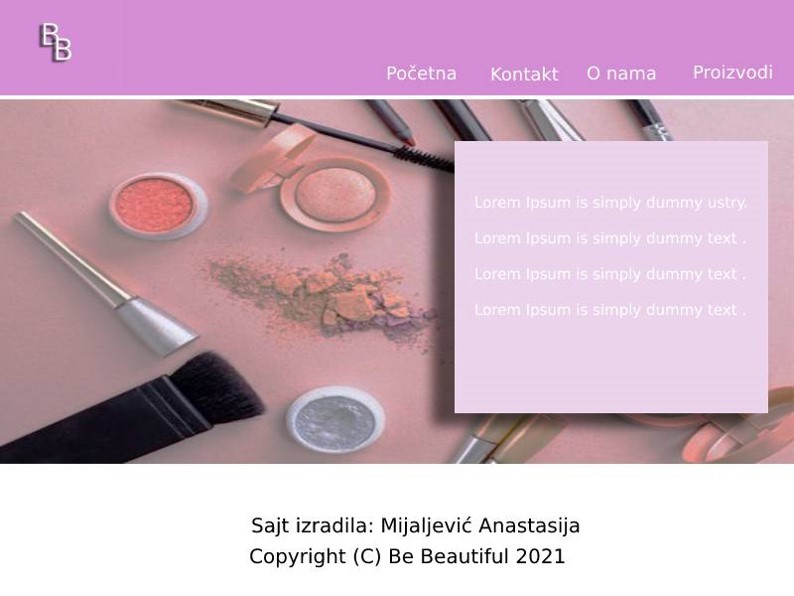 BB
Početna Kontakt O nama Proizvodi
Lorem Ipsum is simply dummy ustry.
Lorem Ipsum is simply dummy text .
Lorem Ipsum is simply dummy text .
Lorem Ipsum is simply dummy text .
Sajt izradila: Mijaljević Anastasija
Copyright (C) Be Beautiful 2021